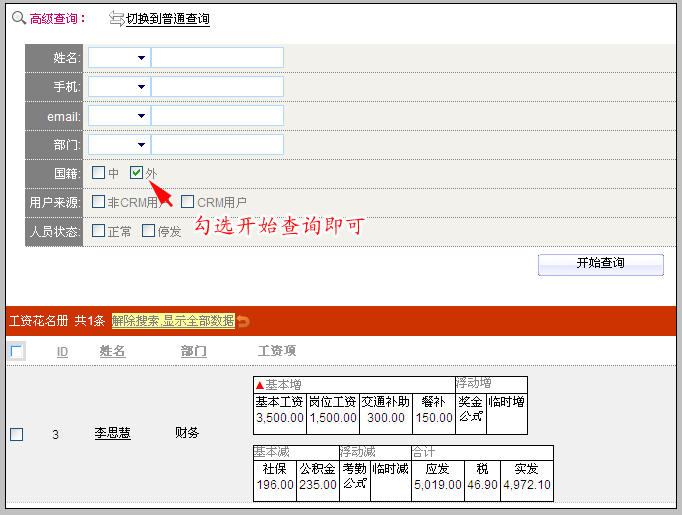 高级查询： 切换到普通查询
姓名:
手机:
email:
部门:
国籍: 中 外
用户来源: 非CRM用户 CRM用户
勾选开始查询即可
人员状态: 正常 停发
开始查询
工资花名册 共1条 解除搜索,显示全部数据
ID 姓名 部门 工资项
▲基本增 浮动增
基本工资 岗位工资 交通补助 餐补 奖金 临时增
3,500.00 1,500.00 300.00 150.00 公式
3 李思慧 财务
基本减 浮动减 合计
社保 公积金 考勤 临时减 应发 税 实发
196.00 235.00 公式 5,019.00 46.90 4,972.10